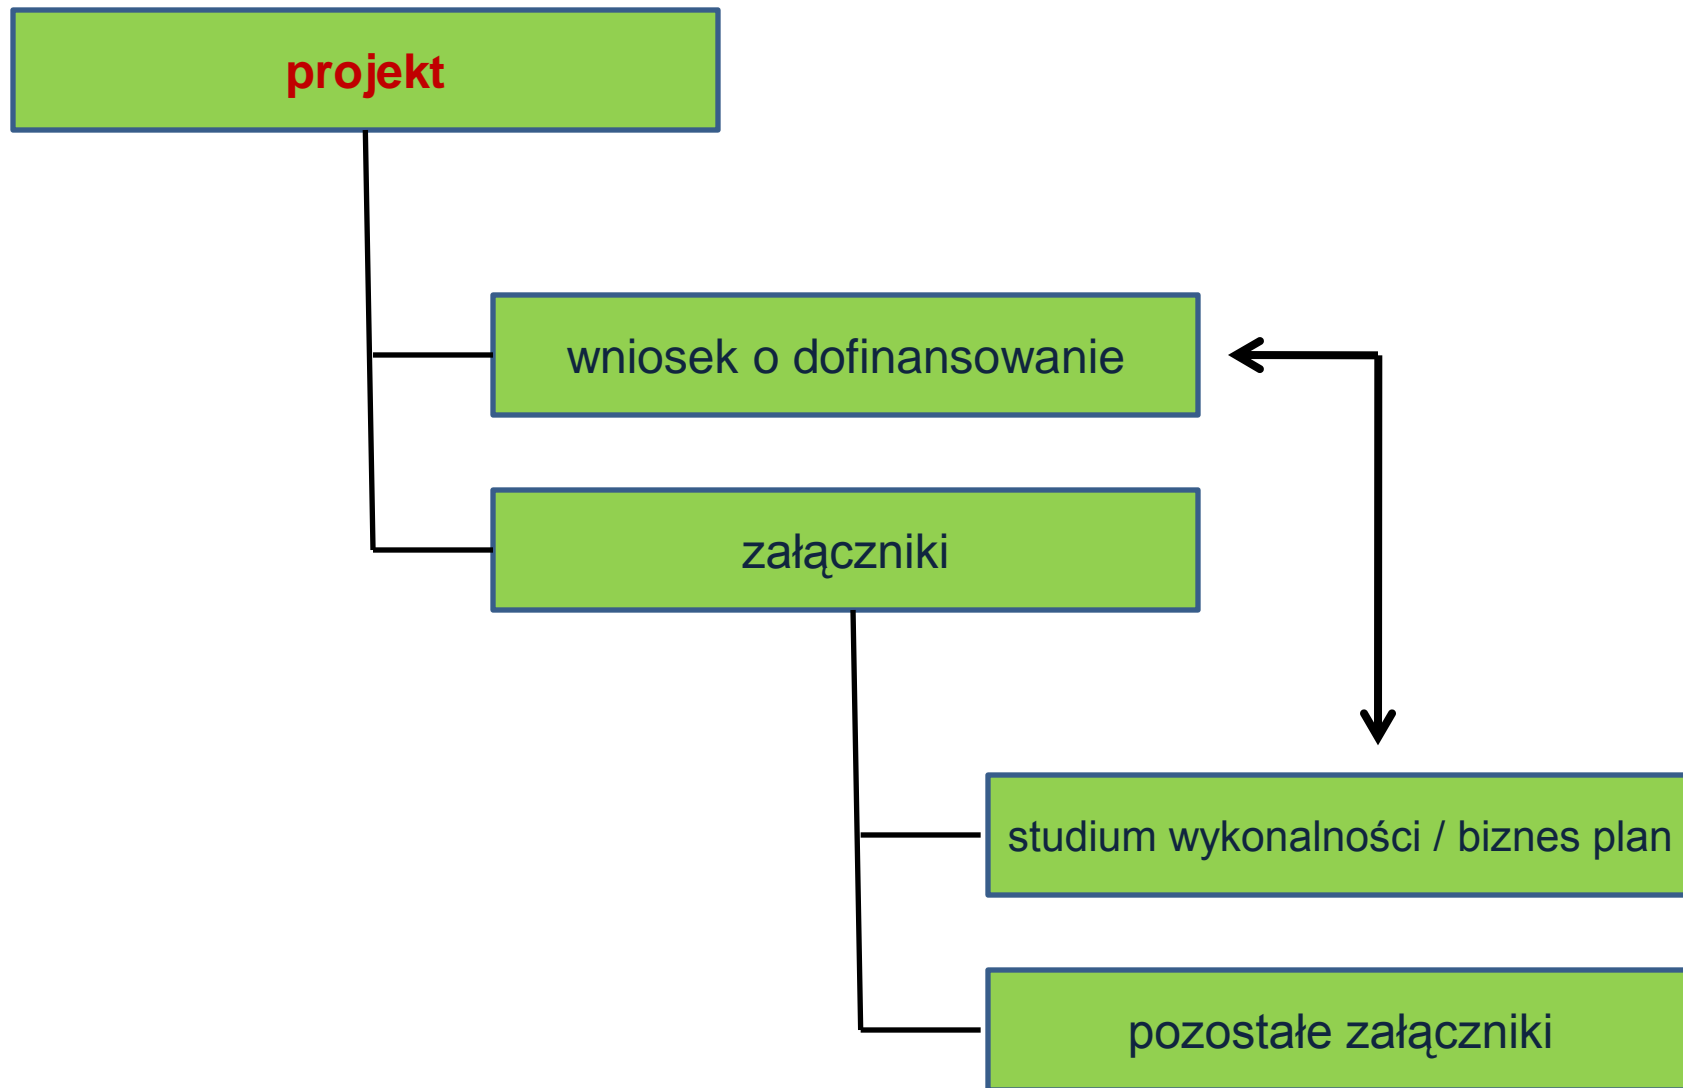 projekt
wniosek o dofinansowanie
załączniki
studium wykonalności / biznes plan
pozostałe załączniki